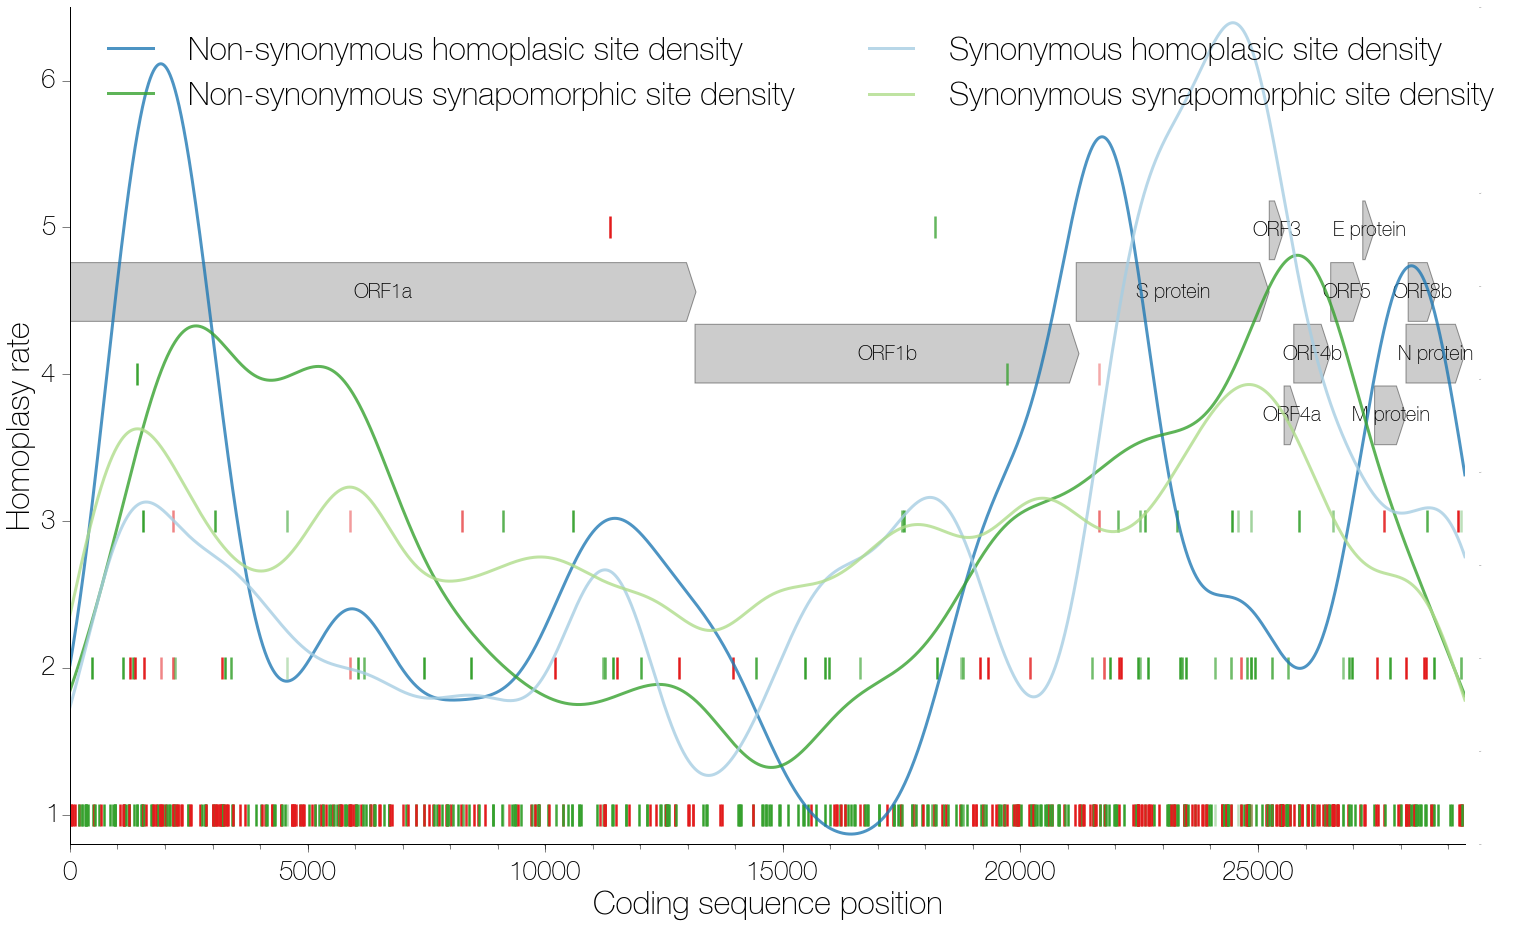 Non-synonymous homoplasic site density
Synonymous homoplasic site density
Non-synonymous synapomorphic site density
Synonymous synapomorphic site density
6
5
4
3
2
1
Homoplasy rate
ORF3
E protein
ORF1a
S protein
ORF5
ORF8b
ORF1b
ORF4b
N protein
ORF4a
M protein
0
5000
10000
15000
20000
25000
Coding sequence position